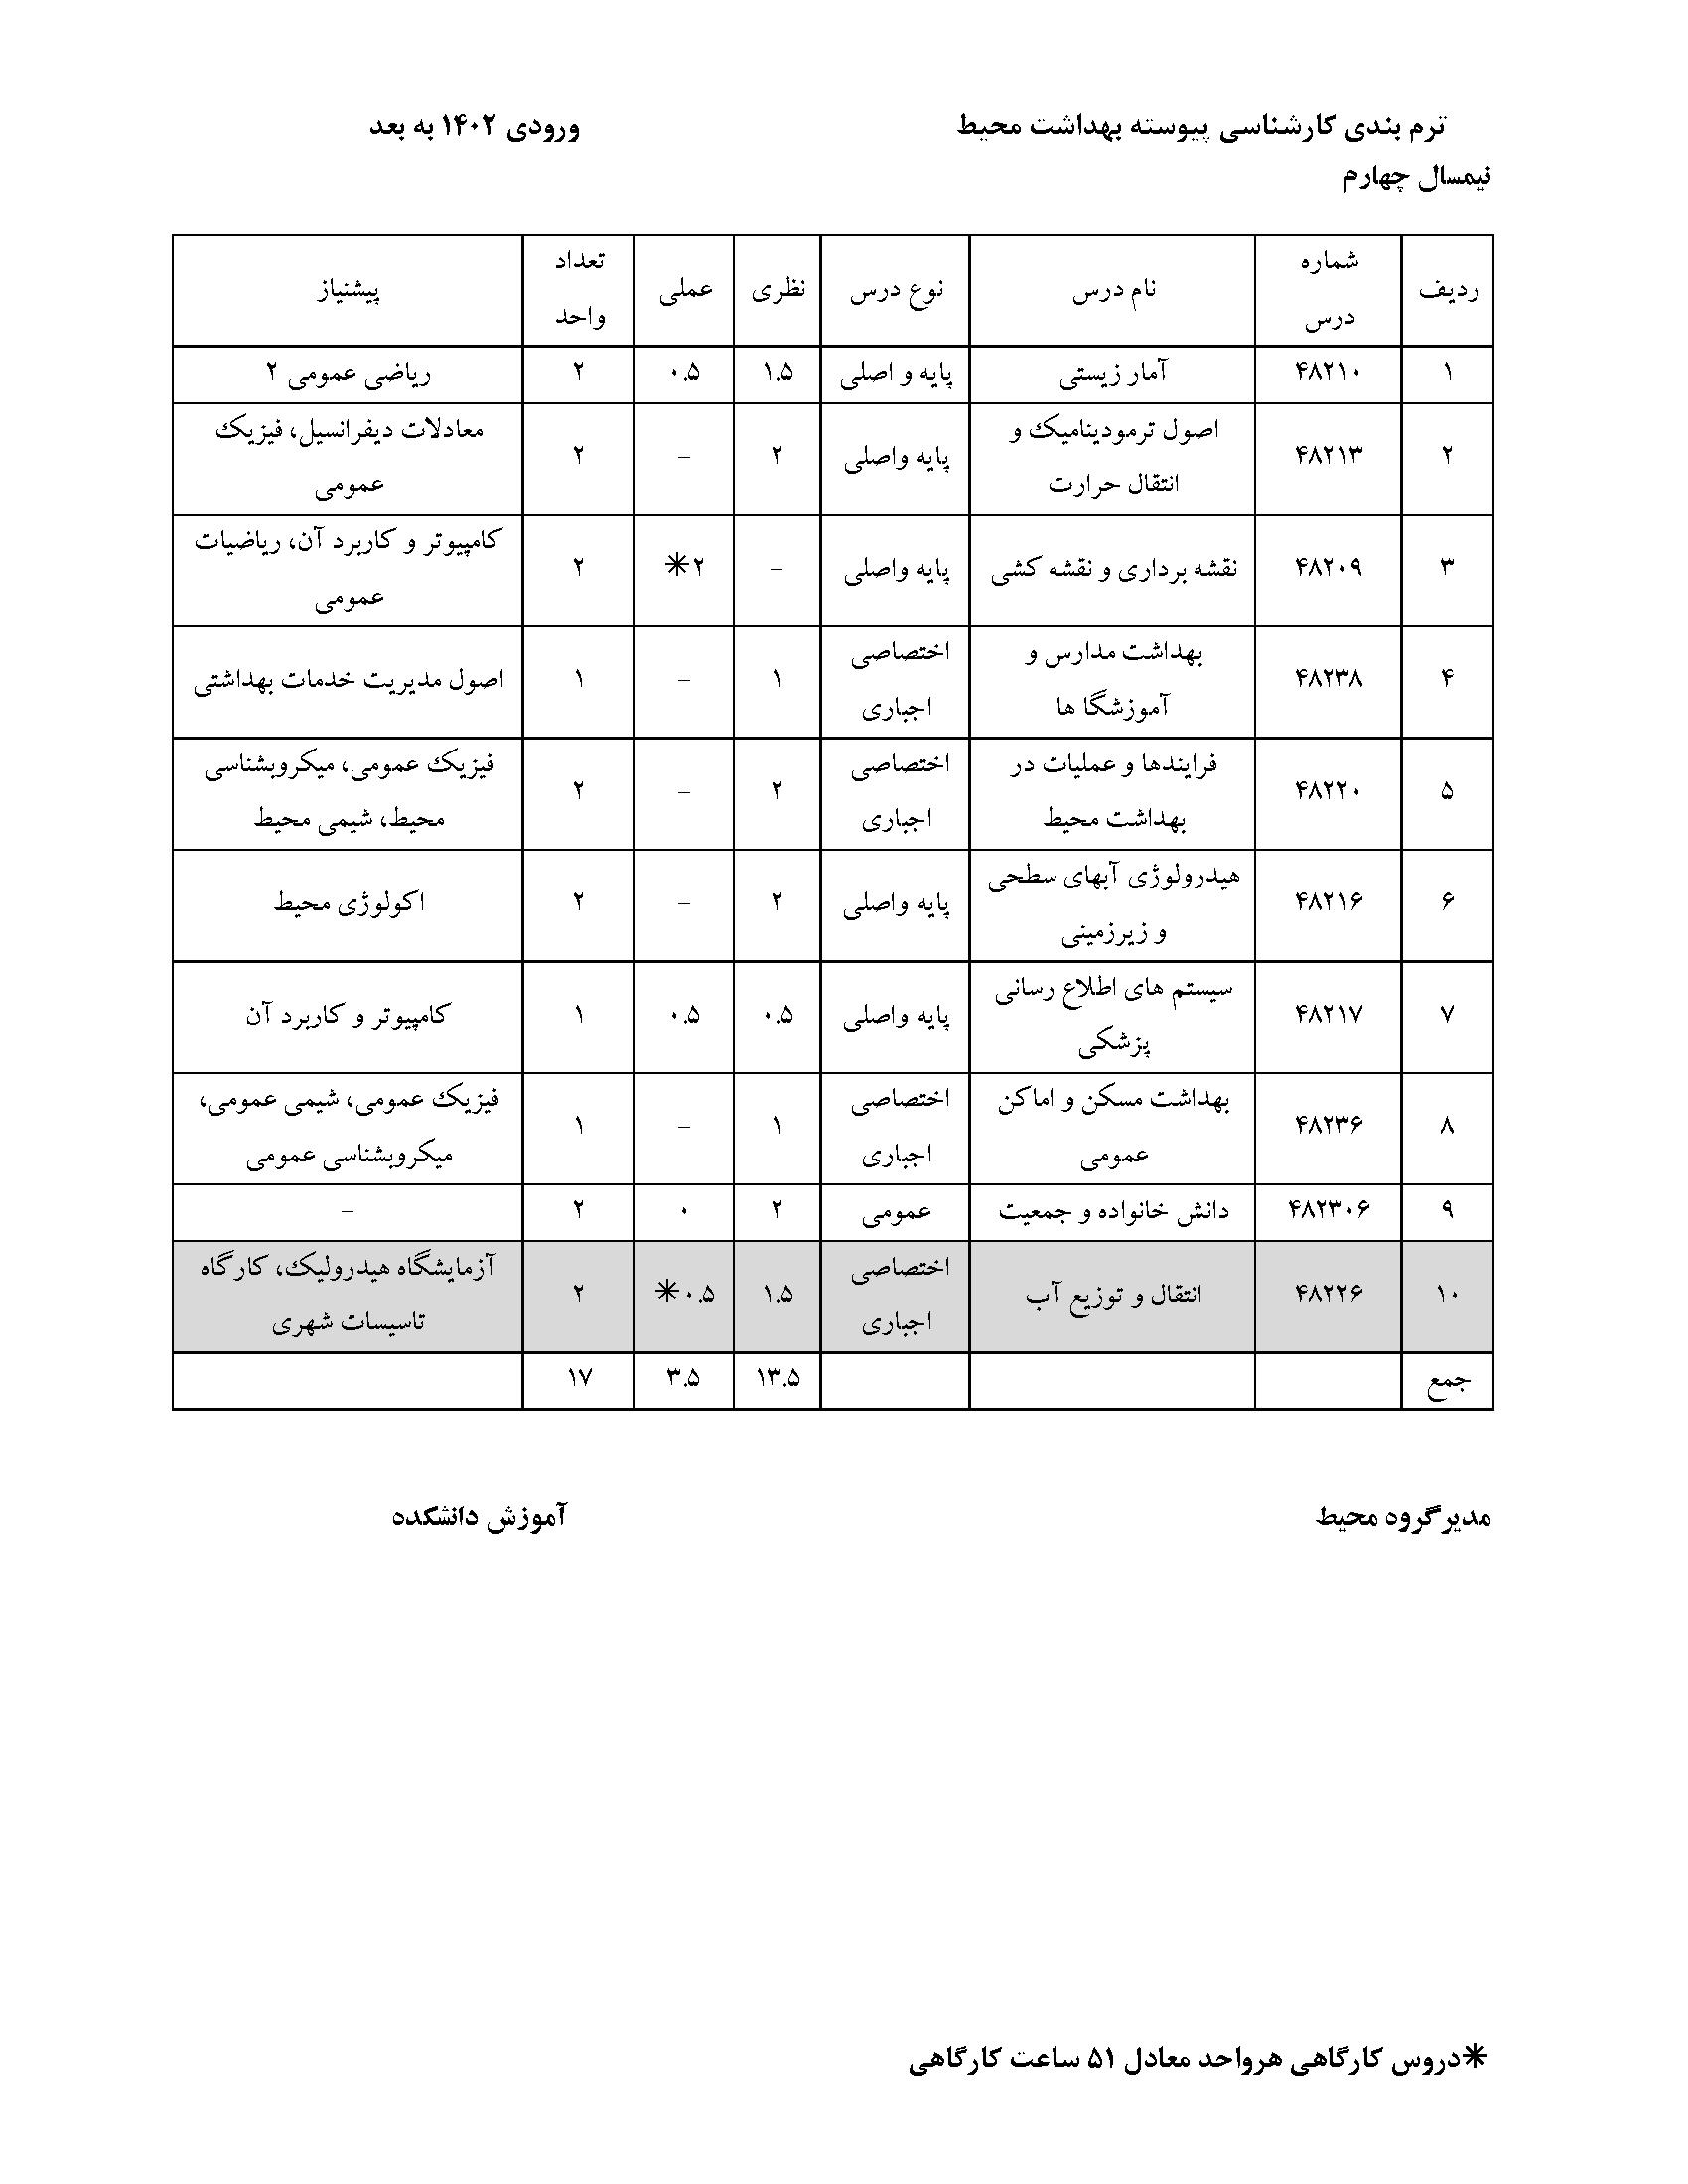 ترم بندی کارشناسی پیوسته بهداشت محیط ورودی ۱۴۰۲ به بعد
نیمسال چهارم
ردیف شماره درس نام درس نوع درس نظری عملی تعداد واحد پیشنیاز
۱ ۴۸۲۱۰ آمار زیستی پایه و اصلی ۱.۵ ۰.۵ ۲ ریاضی عمومی ۲
۲ ۴۸۲۱۳ اصول ترمودینامیک و انتقال حرارت پایه واصلی ۲ – ۲ معادلات دیفرانسیل، فیزیک عمومی
۳ ۴۸۲۰۹ نقشه برداری و نقشه کشی پایه واصلی – ۲✳ ۲ کامپیوتر و کاربرد آن، ریاضیات عمومی
۴ ۴۸۲۳۸ بهداشت مدارس و آموزشگا ها اختصاصی اجباری ۱ – ۱ اصول مدیریت خدمات بهداشتی
۵ ۴۸۲۲۰ فرایندها و عملیات در بهداشت محیط اختصاصی اجباری ۲ – ۲ فیزیک عمومی، میکروبشناسی محیط، شیمی محیط
۶ ۴۸۲۱۶ هیدرولوژی آبهای سطحی و زیرزمینی پایه واصلی ۲ – ۲ اکولوژی محیط
۷ ۴۸۲۱۷ سیستم های اطلاع رسانی پزشکی پایه واصلی ۰.۵ ۰.۵ ۱ کامپیوتر و کاربرد آن
۸ ۴۸۲۳۶ بهداشت مسکن و اماکن عمومی اختصاصی اجباری ۱ – ۱ فیزیک عمومی، شیمی عمومی، میکروبشناسی عمومی
۹ ۴۸۲۳۰۶ دانش خانواده و جمعیت عمومی ۲ ۰ ۲ –
۱۰ ۴۸۲۲۶ انتقال و توزیع آب اختصاصی اجباری ۱.۵ ۰.۵✳ ۲ آزمایشگاه هیدرولیک، کارگاه تاسیسات شهری
جمع ۱۳.۵ ۳.۵ ۱۷
مدیرگروه محیط آموزش دانشکده
✳دروس کارگاهی هرواحد معادل ۵۱ ساعت کارگاهی